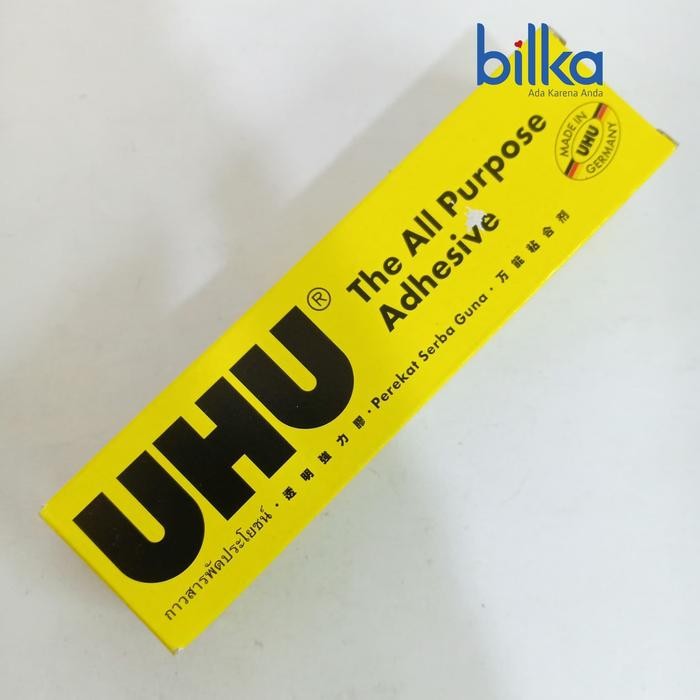 bilka
Ada Karena Anda
MADE IN
UHU
GERMANY
The All Purpose
Adhesive
UHU®
กาวสารพัดประโยชน์ · 透明強力膠 · Perekat Serba Guna · 万能粘合剂